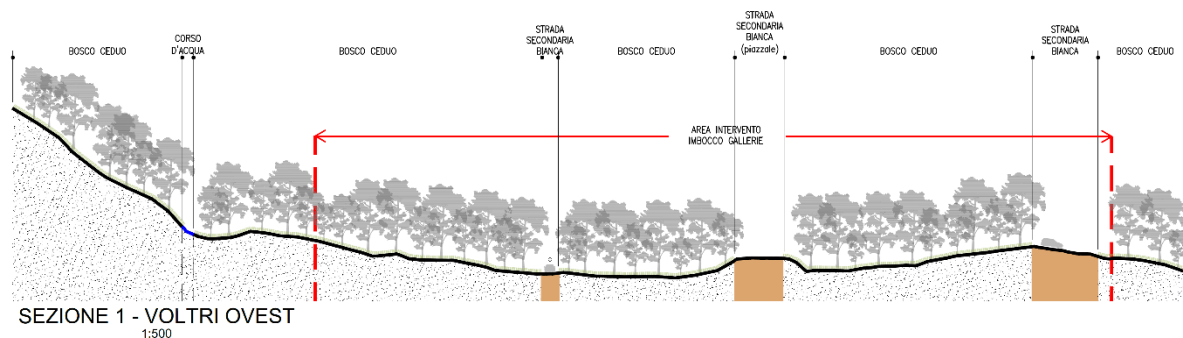 BOSCO CEDUO
CORSO
D'ACQUA
BOSCO CEDUO
STRADA
SECONDARIA
BIANCA
BOSCO CEDUO
STRADA
SECONDARIA
BIANCA
(piazzale)
BOSCO CEDUO
STRADA
SECONDARIA
BIANCA
BOSCO CEDUO
AREA INTERVENTO
IMBOCCO GALLERIE
SEZIONE 1 - VOLTRI OVEST
1:500